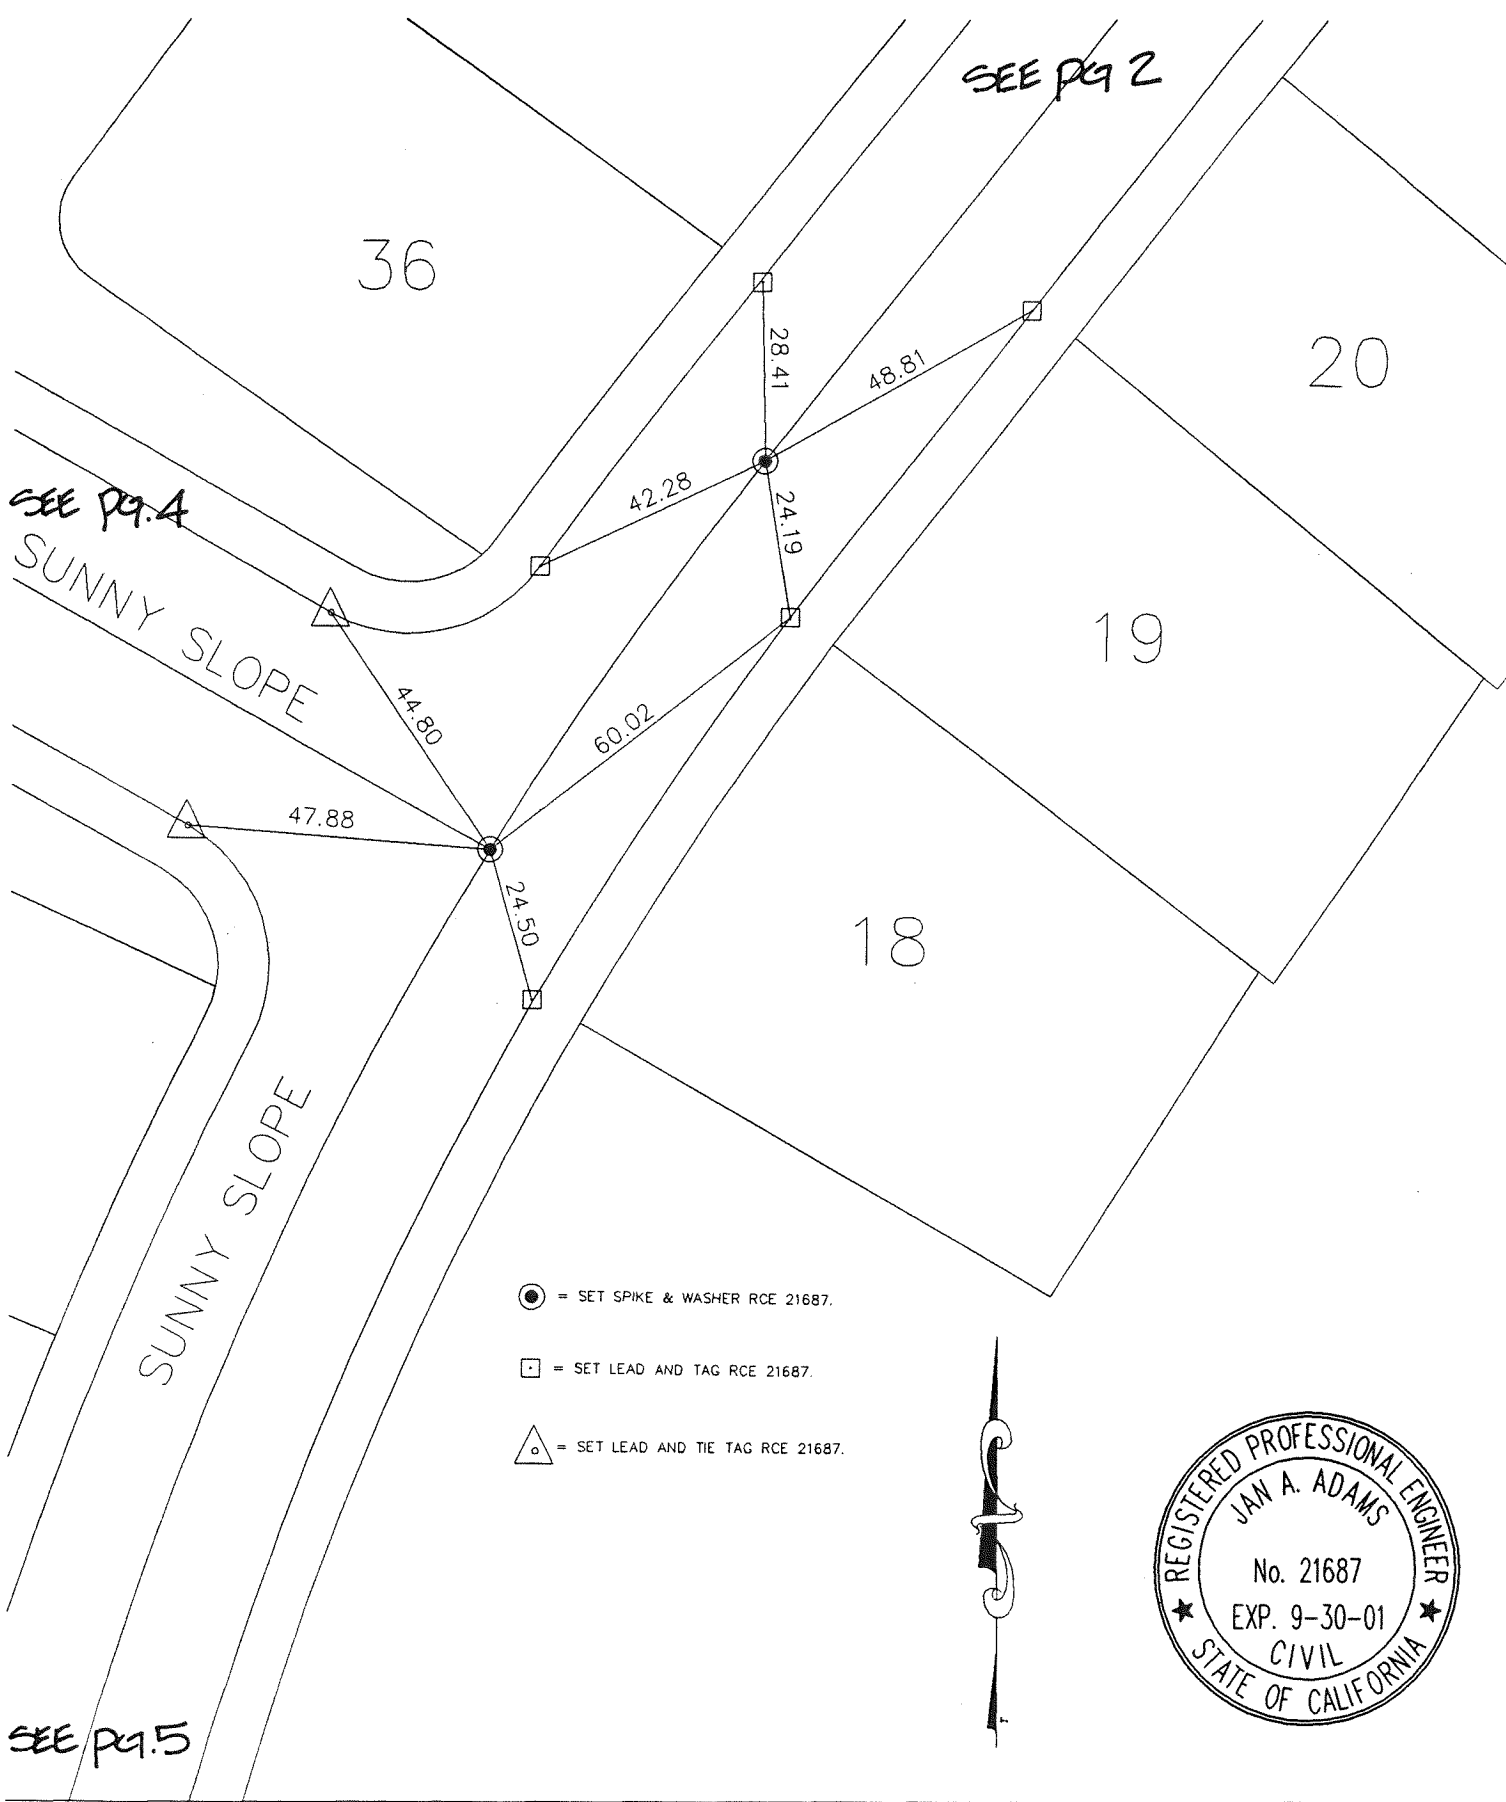 SEE PG 2
36
20
28.41
48.81
42.28
24.19
SEE PG.4
SUNNY SLOPE
19
44.80
60.02
47.88
24.50
18
SUNNY SLOPE
= SET SPIKE & WASHER RCE 21687.
= SET LEAD AND TAG RCE 21687.
= SET LEAD AND TIE TAG RCE 21687.
REGISTERED PROFESSIONAL ENGINEER
JAN A. ADAMS
No. 21687
EXP. 9-30-01
CIVIL
STATE OF CALIFORNIA
SEE PG.5